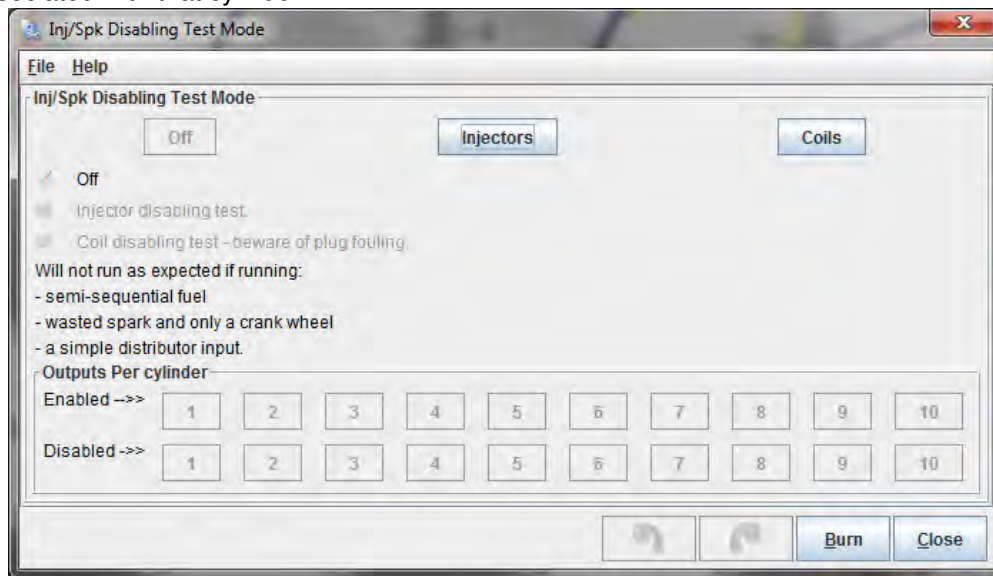 Inj/Spk Disabling Test Mode
File Help
Inj/Spk Disabling Test Mode
Off Injectors Coils
Off
Injector disabling test.
Coil disabling test - beware of plug fouling.
Will not run as expected if running:
- semi-sequential fuel
- wasted spark and only a crank wheel
- a simple distributor input.
Outputs Per cylinder
Enabled -->> 1 2 3 4 5 6 7 8 9 10
Disabled ->> 1 2 3 4 5 6 7 8 9 10
Burn Close